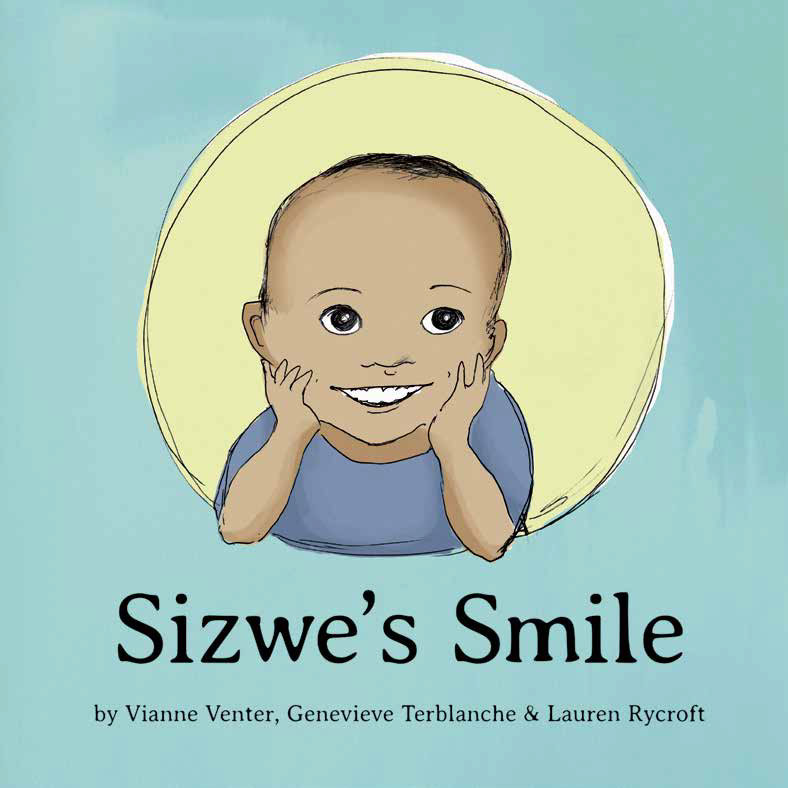 Sizwe’s Smile
by Vianne Venter, Genevieve Terblanche & Lauren Rycroft